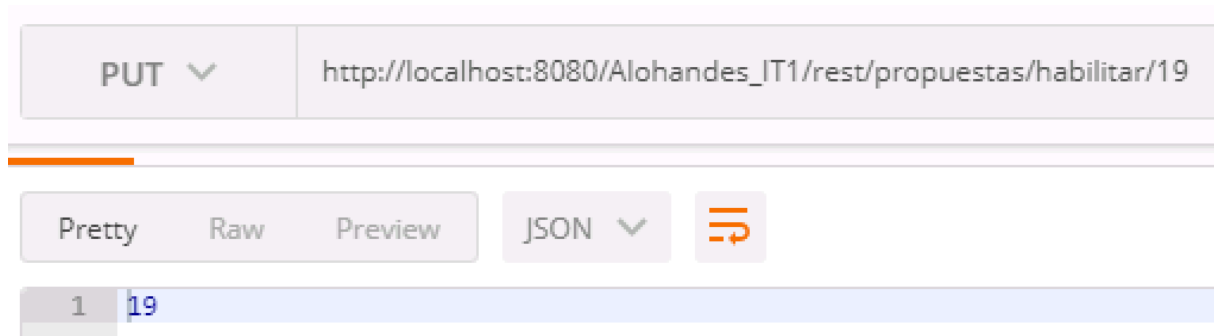 PUT http://localhost:8080/Alohandes_IT1/rest/propuestas/habilitar/19
Pretty Raw Preview JSON
1 19